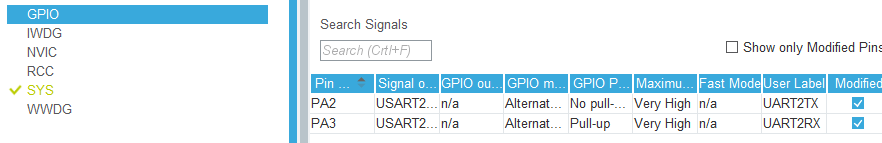 GPIO
IWDG
NVIC
RCC
SYS
WWDG
Search Signals
Search (Crtl+F)
Show only Modified Pins
Pin ... Signal o... GPIO ou... GPIO m... GPIO P... Maximu... Fast Mode User Label Modified
PA2 USART2... n/a Alternat... No pull-... Very High n/a UART2TX
PA3 USART2... n/a Alternat... Pull-up Very High n/a UART2RX